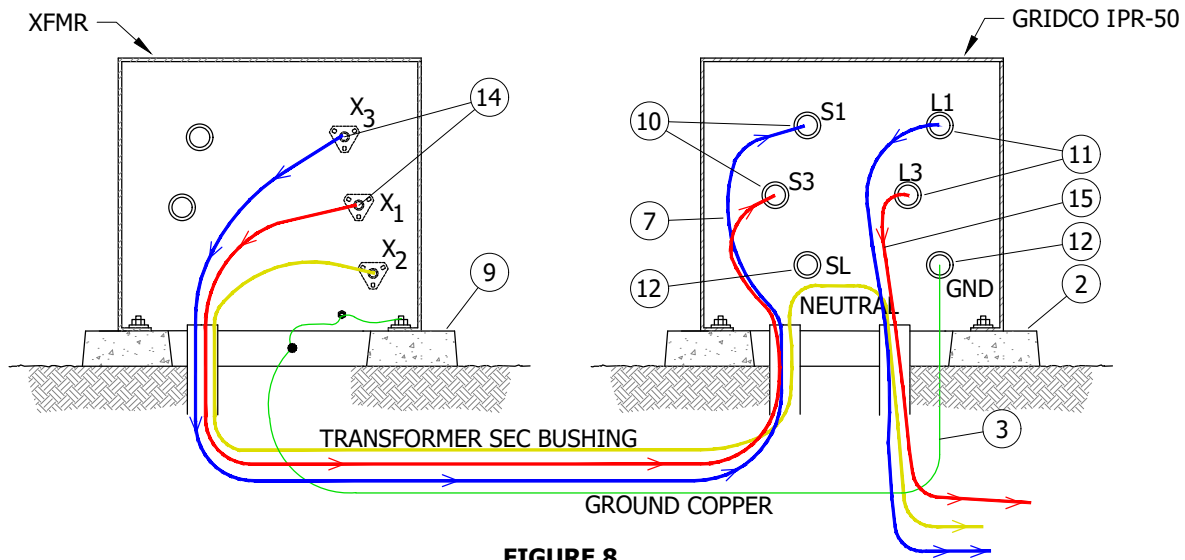 XFMR
GRIDCO IPR-50
14
X3
10
S1
L1
11
S3
L3
X1
7
15
X2
9
12
SL
12
GND
2
NEUTRAL
TRANSFORMER SEC BUSHING
3
GROUND COPPER
FIGURE 8